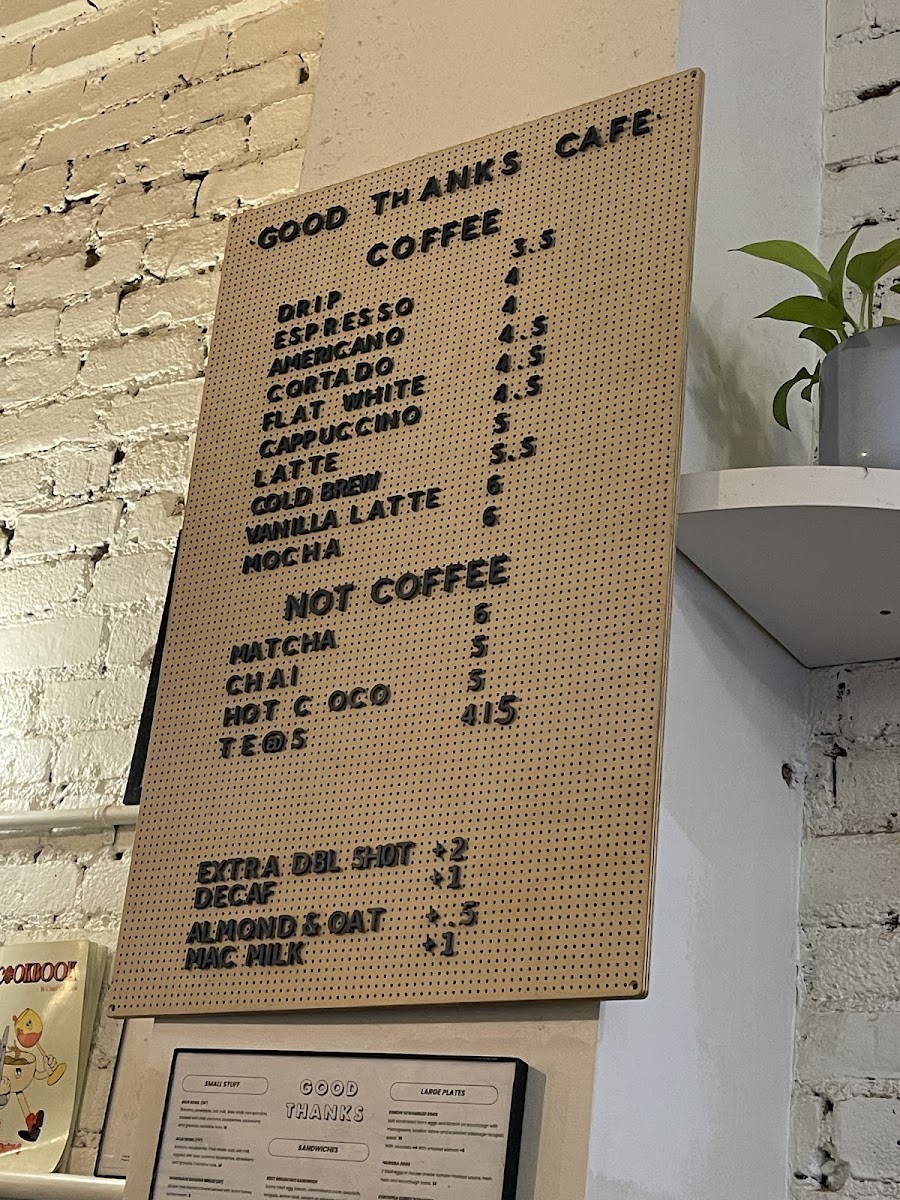 GOOD THANKS CAFE
COFFEE
DRIP 3.5
ESPRESSO 4
AMERICANO 4
CORTADO 4.5
FLAT WHITE 4.5
CAPPUCCINO 4.5
LATTE 5
COLD BREW 5.5
VANILLA LATTE 6
MOCHA 6
NOT COFFEE
MATCHA 6
CHAI 5
HOT C OCO 5
TE@S 4|5
EXTRA DBL SHOT +2
DECAF +1
ALMOND & OAT +.5
MAC MILK +1
C#OKBOOK
SMALL STUFF
GOOD
THANKS
LARGE PLATES
SANDWICHES